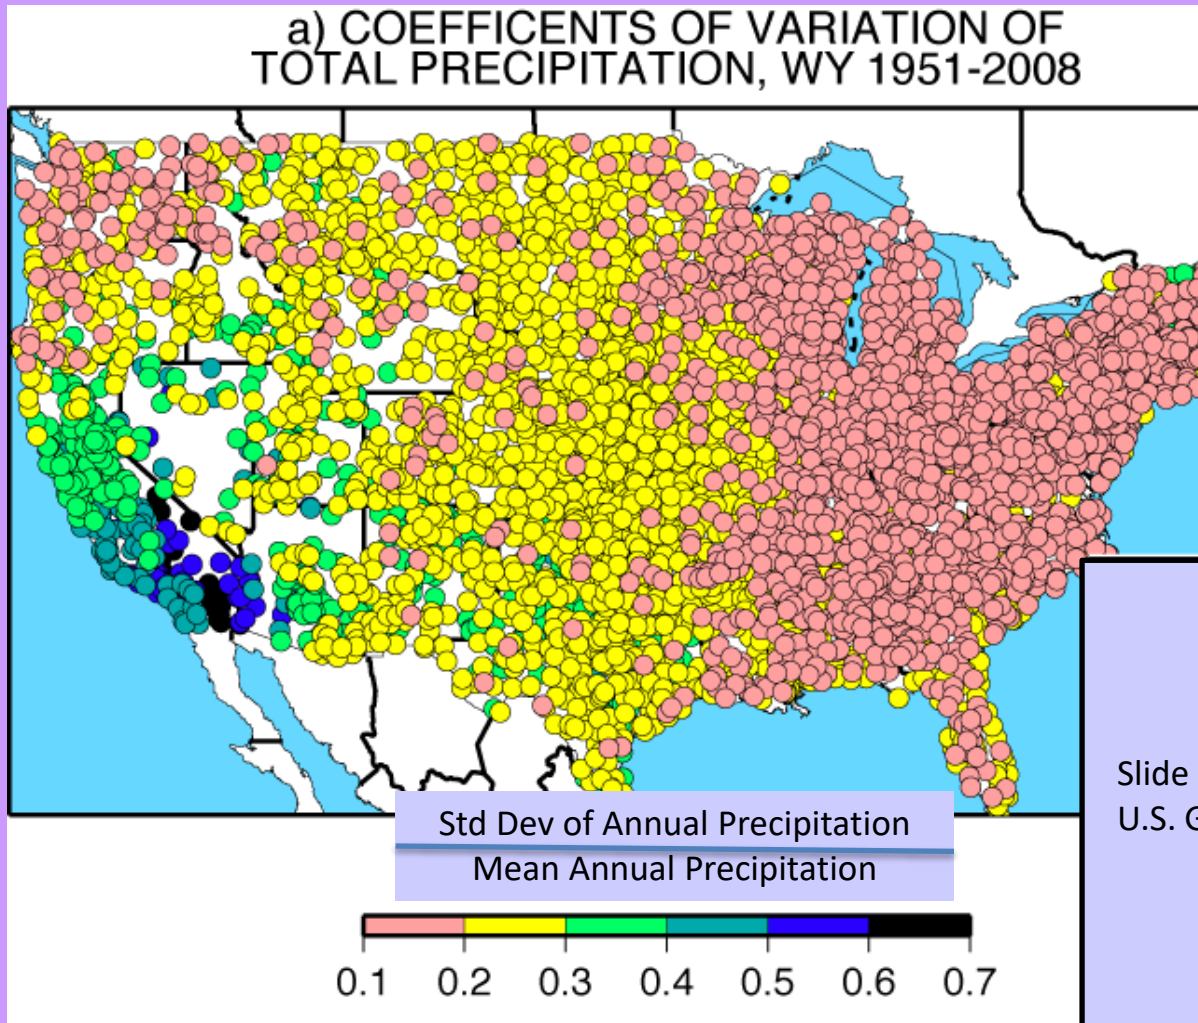 a) COEFFICENTS OF VARIATION OF
TOTAL PRECIPITATION, WY 1951-2008
Slide
U.S. G
Std Dev of Annual Precipitation
Mean Annual Precipitation
0.1 0.2 0.3 0.4 0.5 0.6 0.7